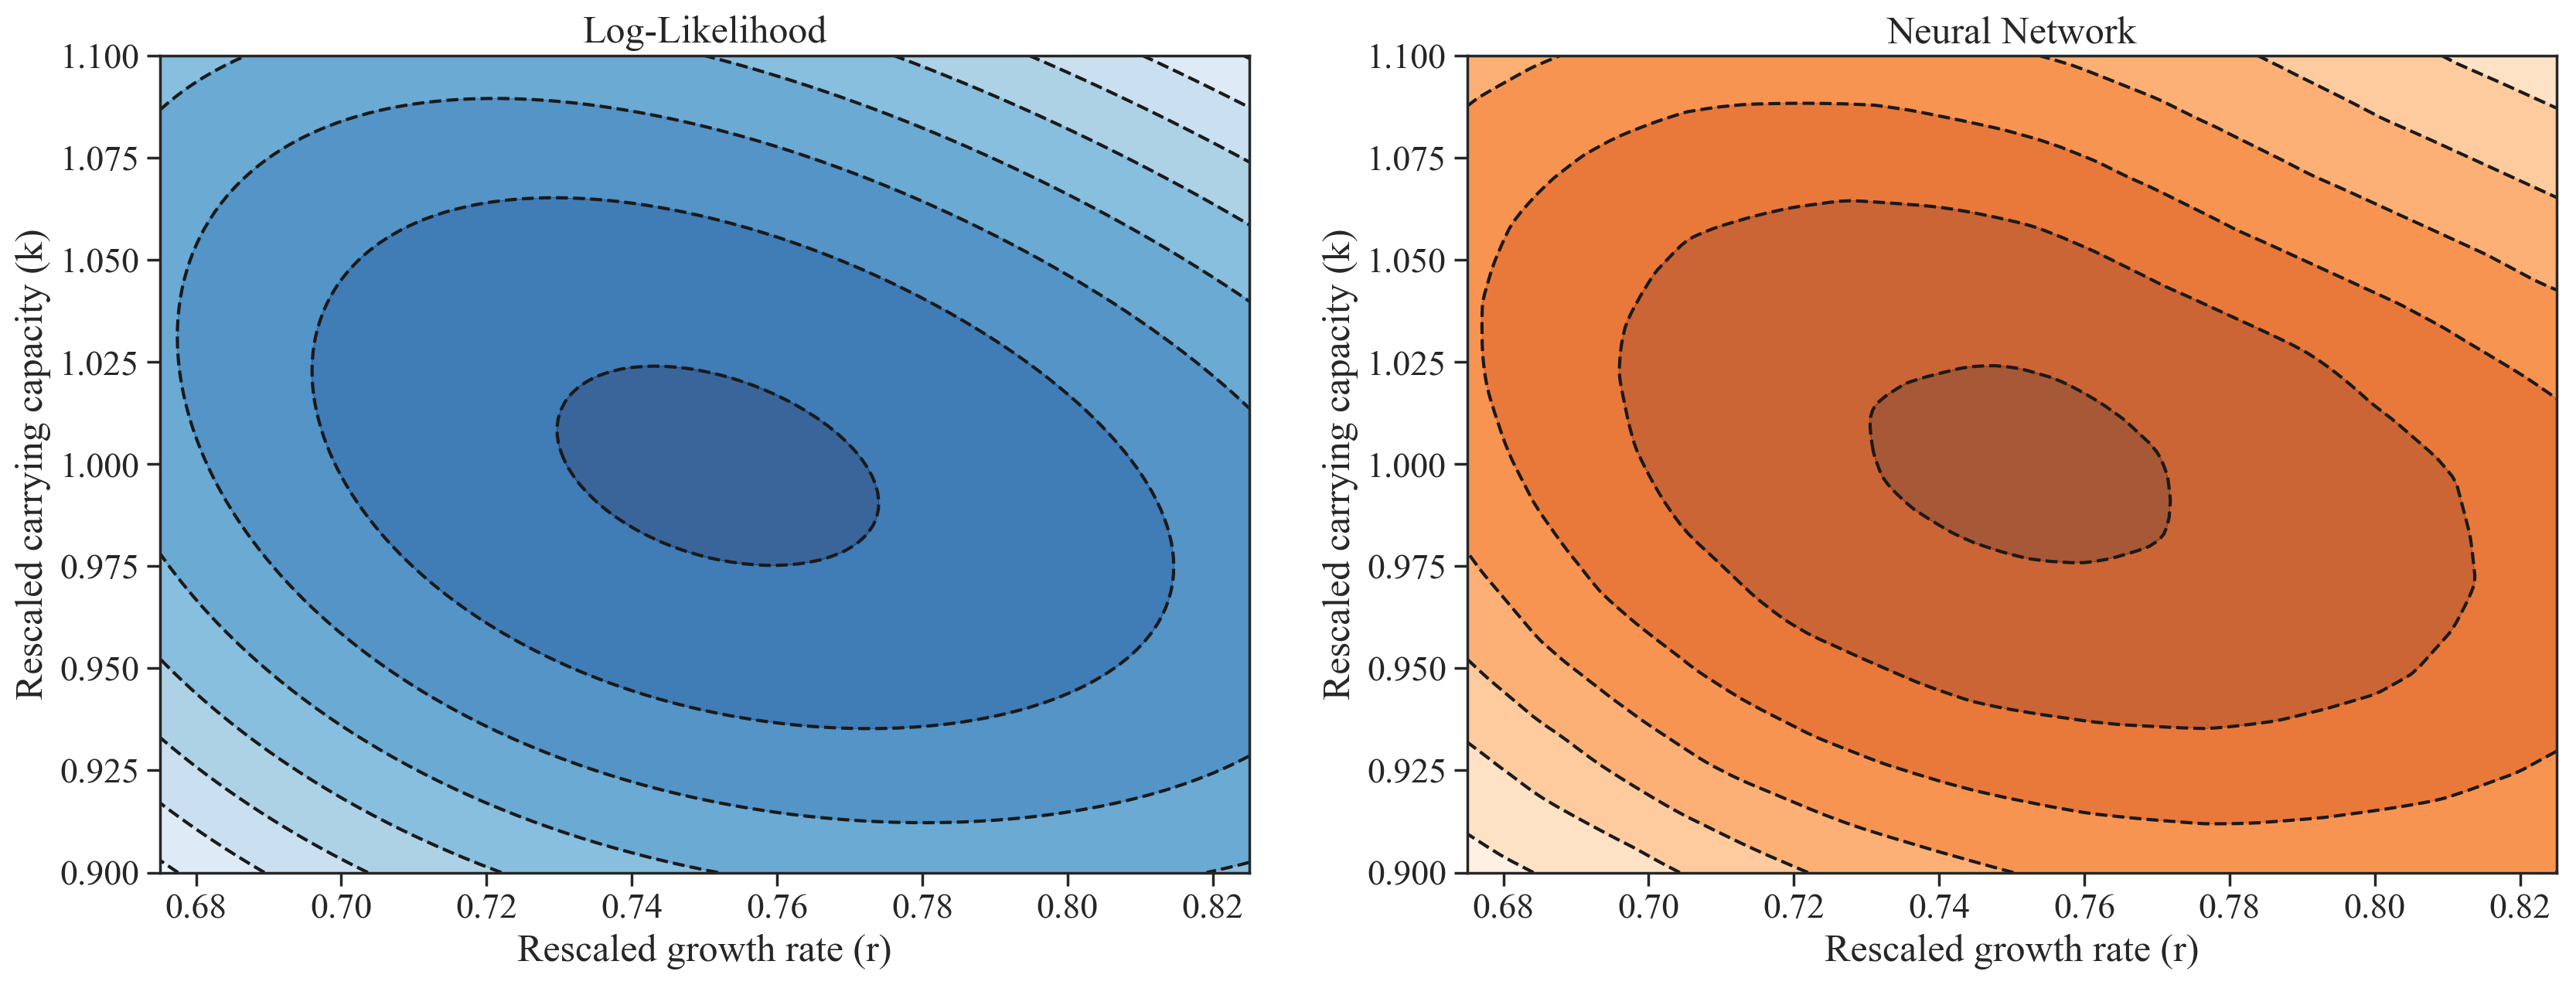 Log-Likelihood
Rescaled carrying capacity (k)
1.100
1.075
1.050
1.025
1.000
0.975
0.950
0.925
0.900
0.68 0.70 0.72 0.74 0.76 0.78 0.80 0.82
Rescaled growth rate (r)
Neural Network
Rescaled carrying capacity (k)
1.100
1.075
1.050
1.025
1.000
0.975
0.950
0.925
0.900
0.68 0.70 0.72 0.74 0.76 0.78 0.80 0.82
Rescaled growth rate (r)